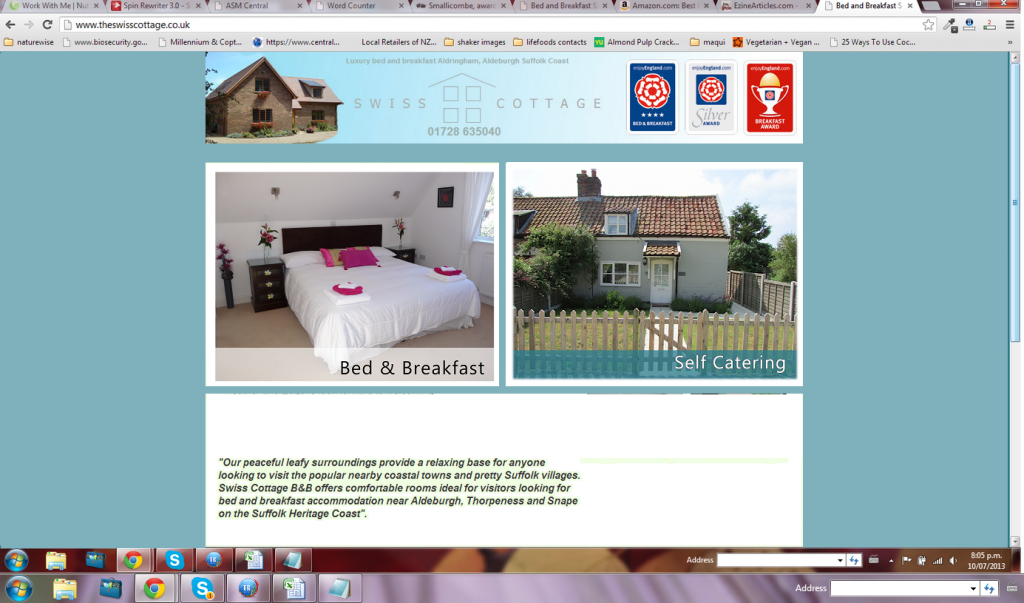 Work With Me | Nu
Spin Rewriter 3.0 – S
ASM Central
Word Counter
Smallicombe, awar
Bed and Breakfast S
Amazon.com: Best
EzineArticles.com -
Bed and Breakfast S
www.theswisscottage.co.uk
naturewise
www.biosecurity.go...
Millennium & Copt...
https://www.central...
Local Retailers of NZ...
shaker images
lifefoods contacts
Almond Pulp Crack...
maqui
Vegetarian + Vegan ...
25 Ways To Use Coc...
»
Luxury bed and breakfast Aldringham, Aldeburgh Suffolk Coast
SWISS COTTAGE
01728 635040
enjoyEngland.com
★★★★
BED & BREAKFAST
enjoyEngland.com
Silver
AWARD
enjoyEngland.com
BREAKFAST
AWARD
Bed & Breakfast
Self Catering
"Our peaceful leafy surroundings provide a relaxing base for anyone
looking to visit the popular nearby coastal towns and pretty Suffolk villages.
Swiss Cottage B&B offers comfortable rooms ideal for visitors looking for
bed and breakfast accommodation near Aldeburgh, Thorpeness and Snape
on the Suffolk Heritage Coast".
Address
8:05 p.m.
10/07/2013
Address